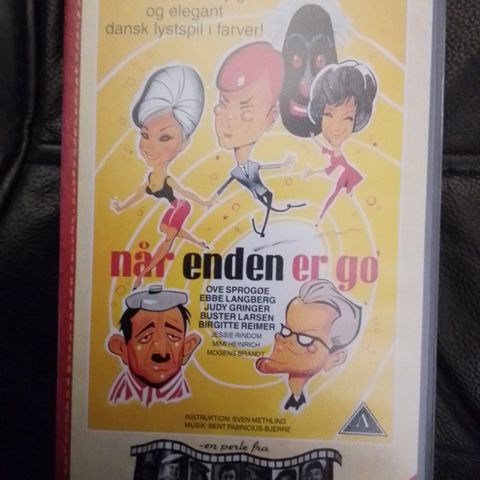 og elegant
dansk lystspil i farver!
når enden er go'
OVE SPROGØE
EBBE LANGBERG
JUDY GRINGER
BUSTER LARSEN
BIRGITTE REIMER
JESSIE RINDOM
MIMI HEINRICH
MOGENS BRANDT
INSTRUKTION: SVEN METHLING
MUSIK: BENT FABRICIUS-BJERRE
A
-en perle fra